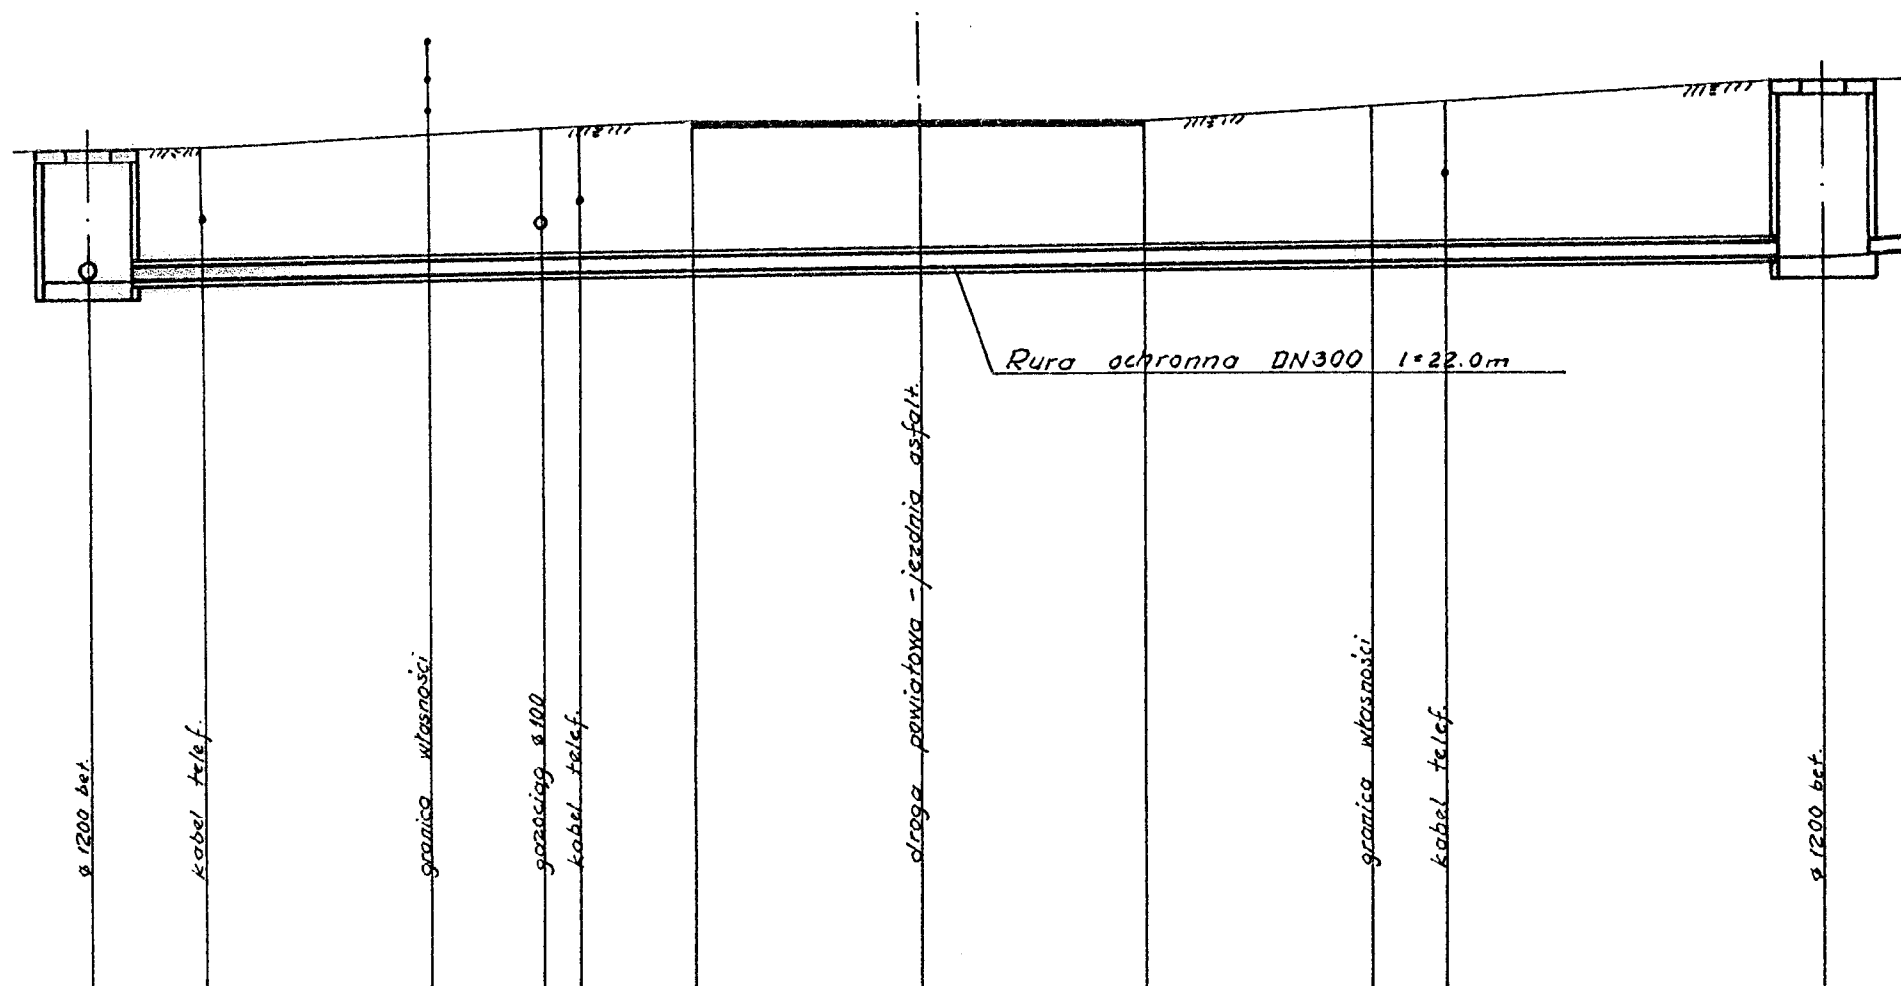 Rura ochronna DN300 l=22.0m
ø 1200 bet.
kabel telef.
granica własności
gazociąg ø 100
kabel telef.
droga powiatowa - jezdnia asfalt.
granica własności
kabel telef.
ø 1200 bet.